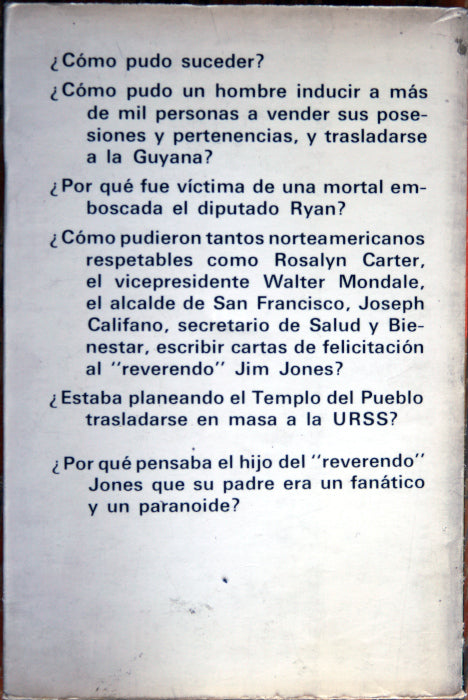 ¿Cómo pudo suceder?
¿Cómo pudo un hombre inducir a más
de mil personas a vender sus pose-
siones y pertenencias, y trasladarse
a la Guyana?
¿Por qué fue víctima de una mortal em-
boscada el diputado Ryan?
¿Cómo pudieron tantos norteamericanos
respetables como Rosalyn Carter,
el vicepresidente Walter Mondale,
el alcalde de San Francisco, Joseph
Califano, secretario de Salud y Bie-
nestar, escribir cartas de felicitación
al "reverendo" Jim Jones?
¿Estaba planeando el Templo del Pueblo
trasladarse en masa a la URSS?
¿Por qué pensaba el hijo del "reverendo"
Jones que su padre era un fanático
y un paranoide?